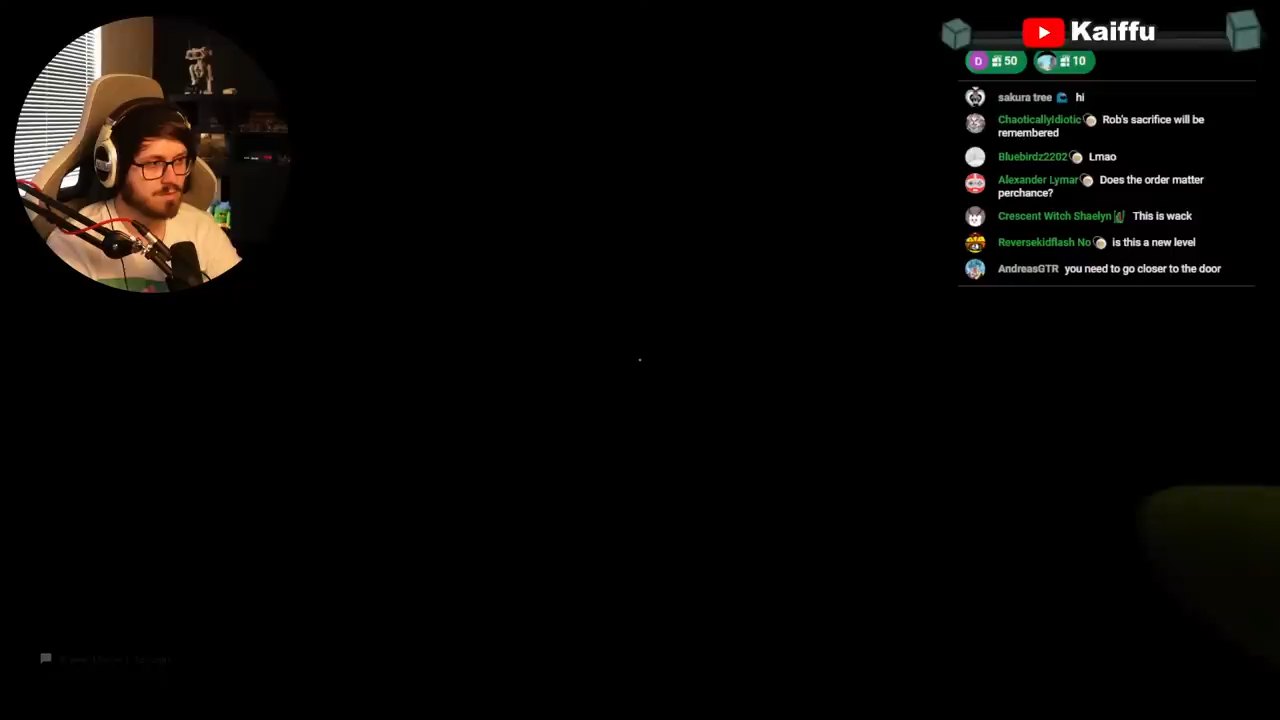 Kaiffu
D 50 10
sakura tree hi
ChaoticallyIdiotic Rob's sacrifice will be
remembered
Bluebirdz2202 Lmao
Alexander Lymar Does the order matter
perchance?
Crescent Witch Shaelyn This is wack
Reversekidflash No is this a new level
AndreasGTR you need to go closer to the door